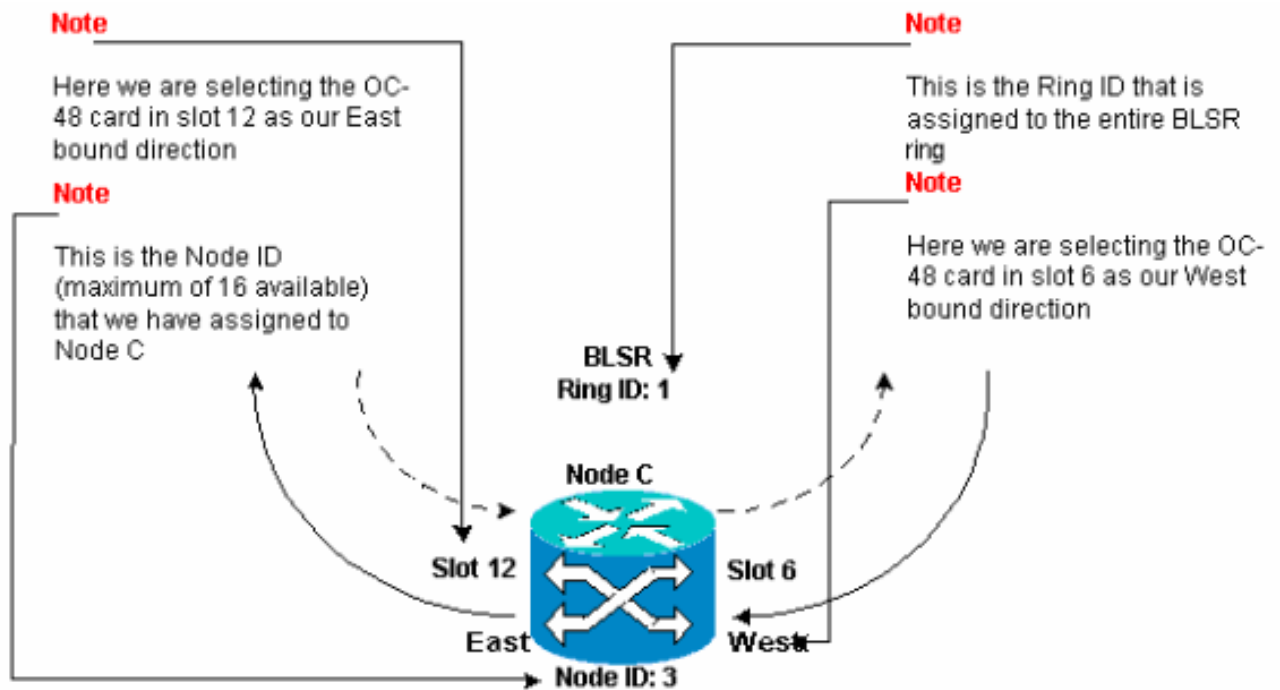 Note
Here we are selecting the OC-
48 card in slot 12 as our East
bound direction
Note
This is the Node ID
(maximum of 16 available)
that we have assigned to
Node C
Note
This is the Ring ID that is
assigned to the entire BLSR
ring
Note
Here we are selecting the OC-
48 card in slot 6 as our West
bound direction
BLSR
Ring ID: 1
Node C
Slot 12
Slot 6
East
West
Node ID: 3